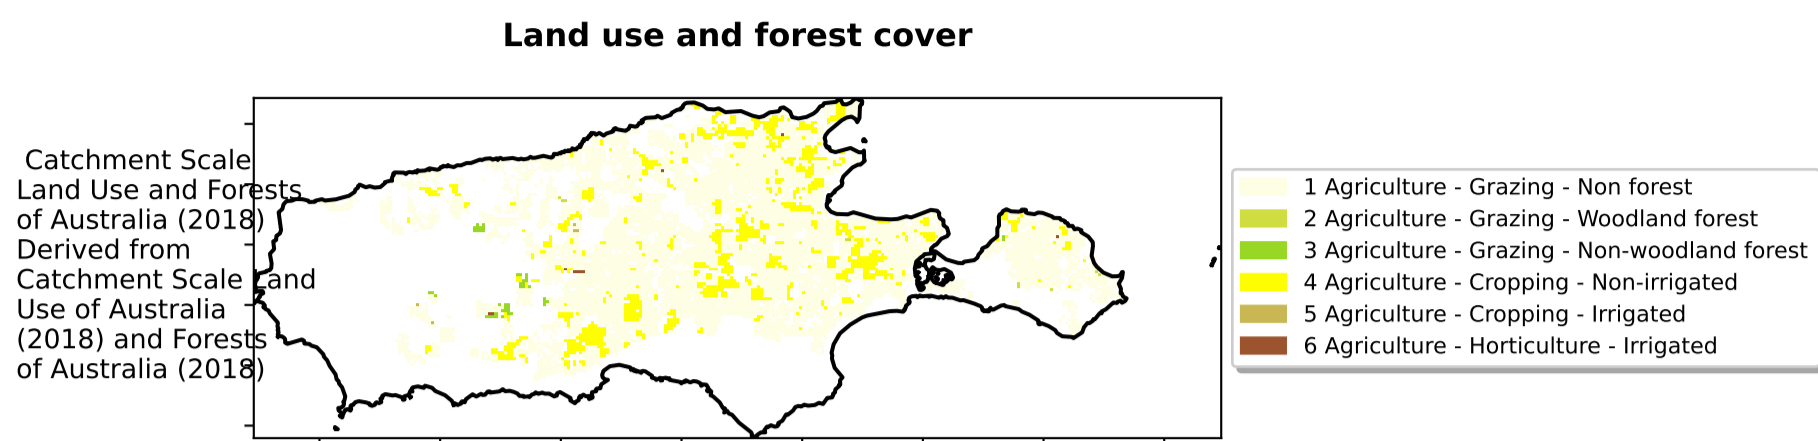 Land use and forest cover
Catchment Scale
Land Use and Forests
of Australia (2018)
Derived from
Catchment Scale Land
Use of Australia
(2018) and Forests
of Australia (2018)
1 Agriculture - Grazing - Non forest
2 Agriculture - Grazing - Woodland forest
3 Agriculture - Grazing - Non-woodland forest
4 Agriculture - Cropping - Non-irrigated
5 Agriculture - Cropping - Irrigated
6 Agriculture - Horticulture - Irrigated